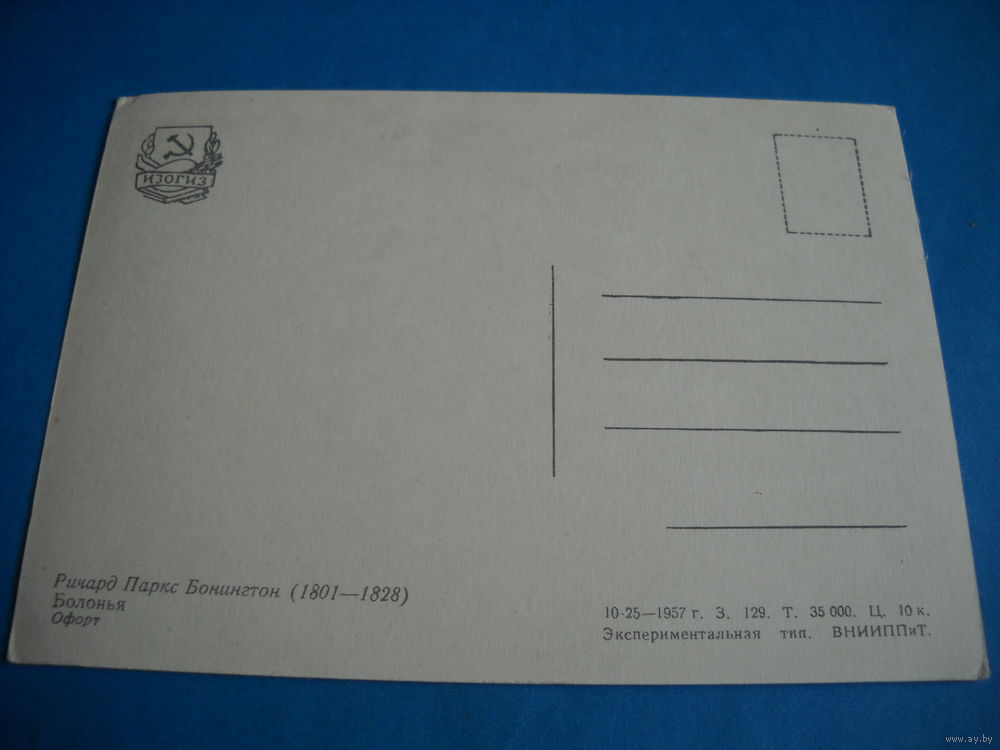 ИЗОГИЗ
Ричард Паркс Бонингтон (1801—1828)
Болонья
Офорт
10-25—1957 г. З. 129. Т. 35 000. Ц. 10 к.
Экспериментальная тип. ВНИИППиТ.
www.ay.by